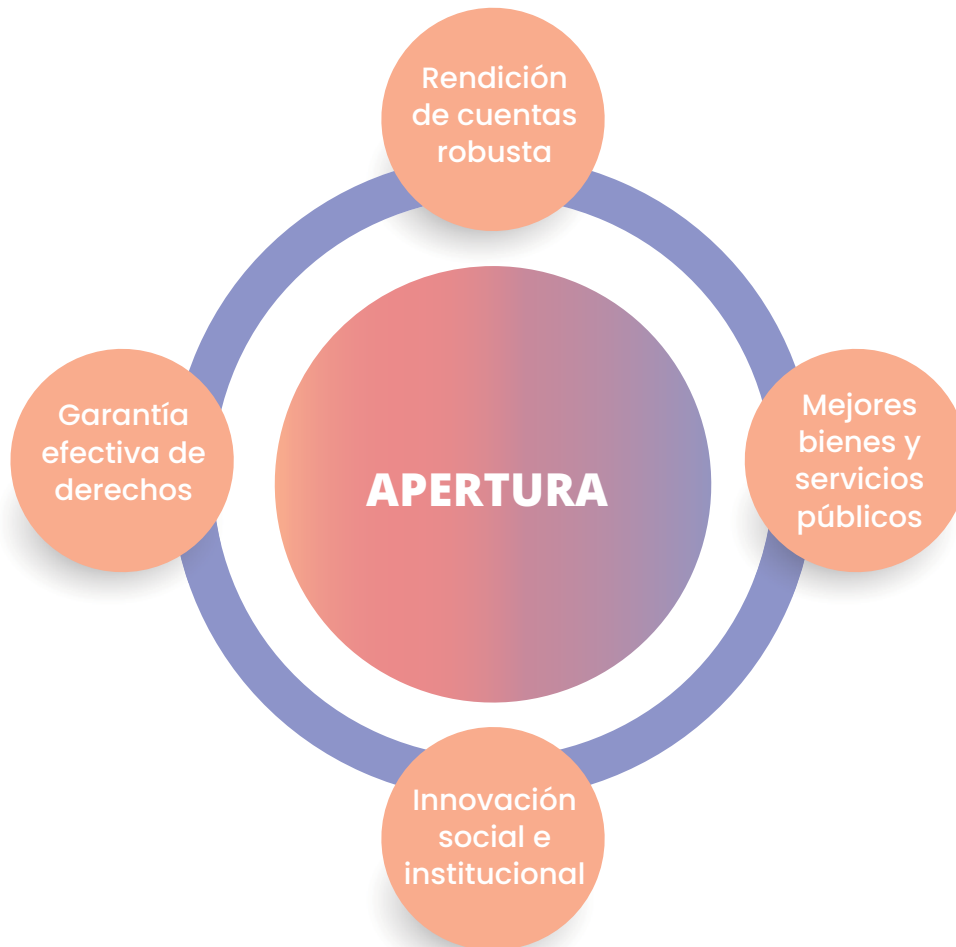 Rendición
de cuentas
robusta
Garantía
efectiva de
derechos
Mejores
bienes y
servicios
públicos
APERTURA
Innovación
social e
institucional